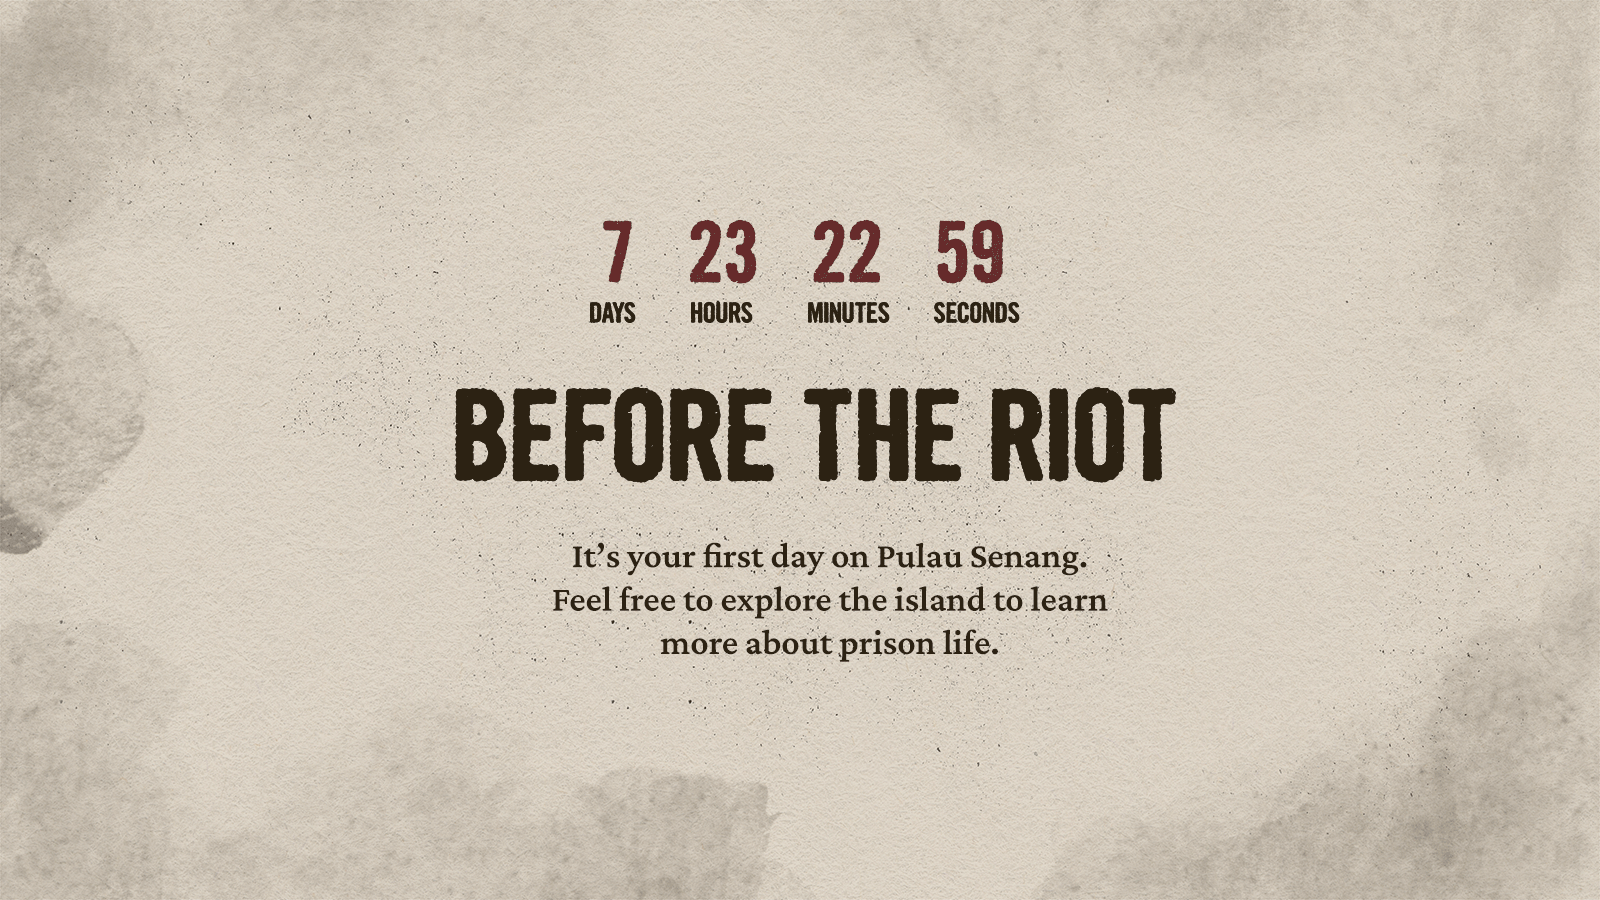 7 23 22 59
DAYS HOURS MINUTES SECONDS
BEFORE THE RIOT
It’s your first day on Pulau Senang.
Feel free to explore the island to learn
more about prison life.